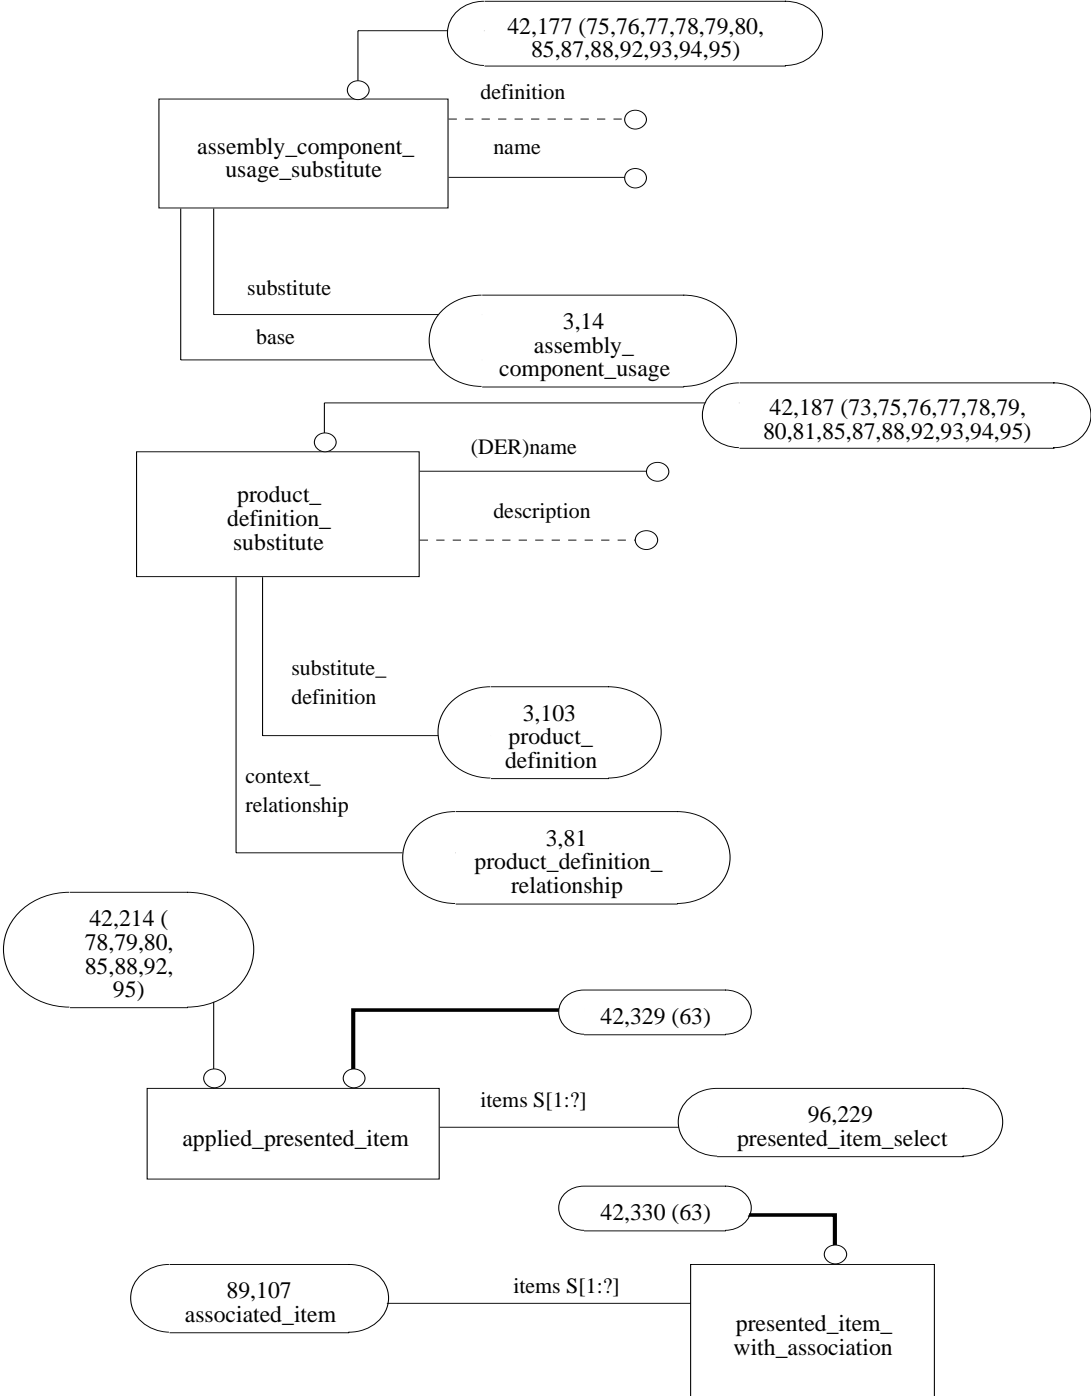 42,177 (75,76,77,78,79,80,
85,87,88,92,93,94,95)
definition
assembly_component_
usage_substitute
name
substitute
base
3,14
assembly_
component_usage
42,187 (73,75,76,77,78,79,
80,81,85,87,88,92,93,94,95)
(DER)name
product_
definition_
substitute
description
substitute_
definition
3,103
product_
definition
context_
relationship
3,81
product_definition_
relationship
42,214 (
78,79,80,
85,88,92,
95)
42,329 (63)
items S[1:?]
applied_presented_item
96,229
presented_item_select
42,330 (63)
89,107
associated_item
items S[1:?]
presented_item_
with_association